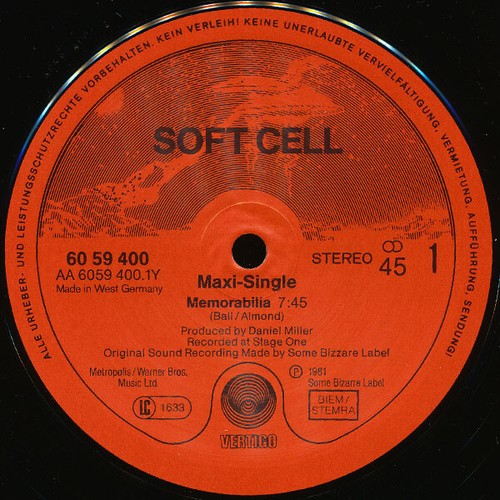 ALLE URHEBER- UND LEISTUNGSSCHUTZRECHTE VORBEHALTEN. KEIN VERLEIH! KEINE UNERLAUBTE VERVIELFÄLTIGUNG, VERMIETUNG, AUFFÜHRUNG, SENDUNG!
SOFT CELL
60 59 400
AA 6059 400.1Y
Made in West Germany
STEREO
45
1
Maxi-Single
Memorabilia 7:45
(Ball/Almond)
Produced by Daniel Miller
Recorded at Stage One
Original Sound Recording Made by Some Bizzare Label
Metropolis/Warner Bros.
Music Ltd.
LC 1633
℗ 1981
Some Bizarre Label
BIEM/
STEMRA
VERTIGO